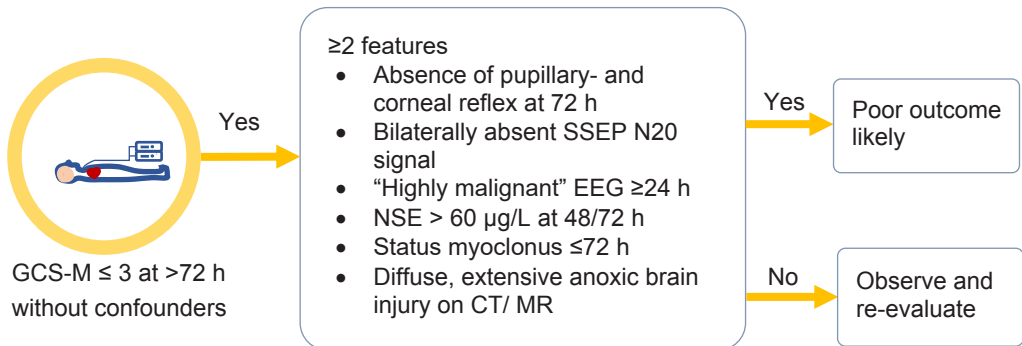 GCS-M ≤ 3 at >72 h
without confounders
Yes
≥2 features
• Absence of pupillary- and
corneal reflex at 72 h
• Bilaterally absent SSEP N20
signal
• “Highly malignant” EEG ≥24 h
• NSE > 60 µg/L at 48/72 h
• Status myoclonus ≤72 h
• Diffuse, extensive anoxic brain
injury on CT/ MR
Yes
Poor outcome
likely
No
Observe and
re-evaluate